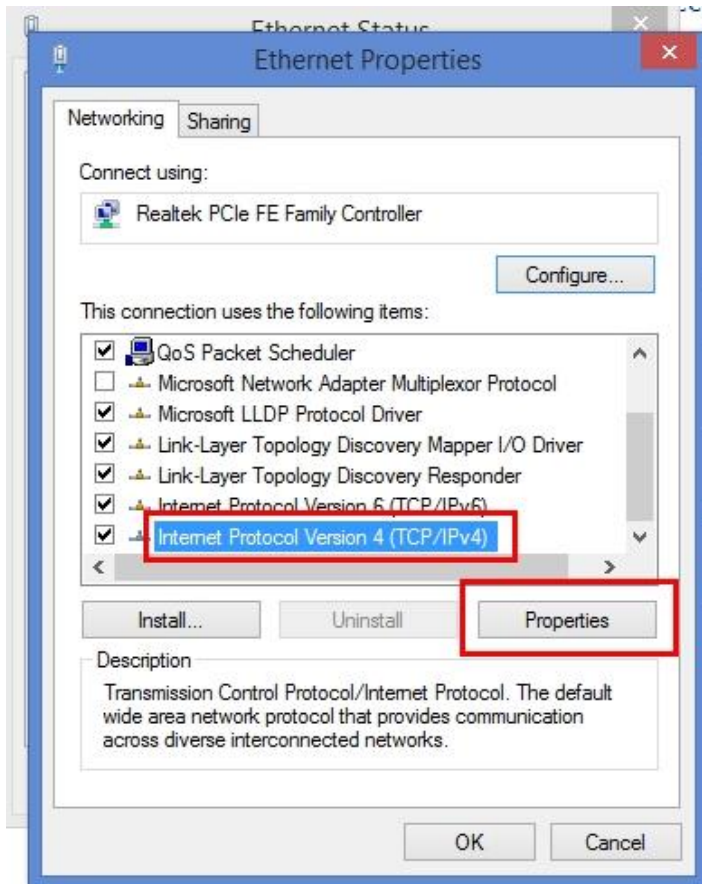 Ethernet Status
Ethernet Properties
Networking
Sharing
Connect using:
Realtek PCIe FE Family Controller
Configure...
This connection uses the following items:
QoS Packet Scheduler
Microsoft Network Adapter Multiplexor Protocol
Microsoft LLDP Protocol Driver
Link-Layer Topology Discovery Mapper I/O Driver
Link-Layer Topology Discovery Responder
Internet Protocol Version 6 (TCP/IPv6)
Internet Protocol Version 4 (TCP/IPv4)
Install...
Uninstall
Properties
Description
Transmission Control Protocol/Internet Protocol. The default
wide area network protocol that provides communication
across diverse interconnected networks.
OK
Cancel